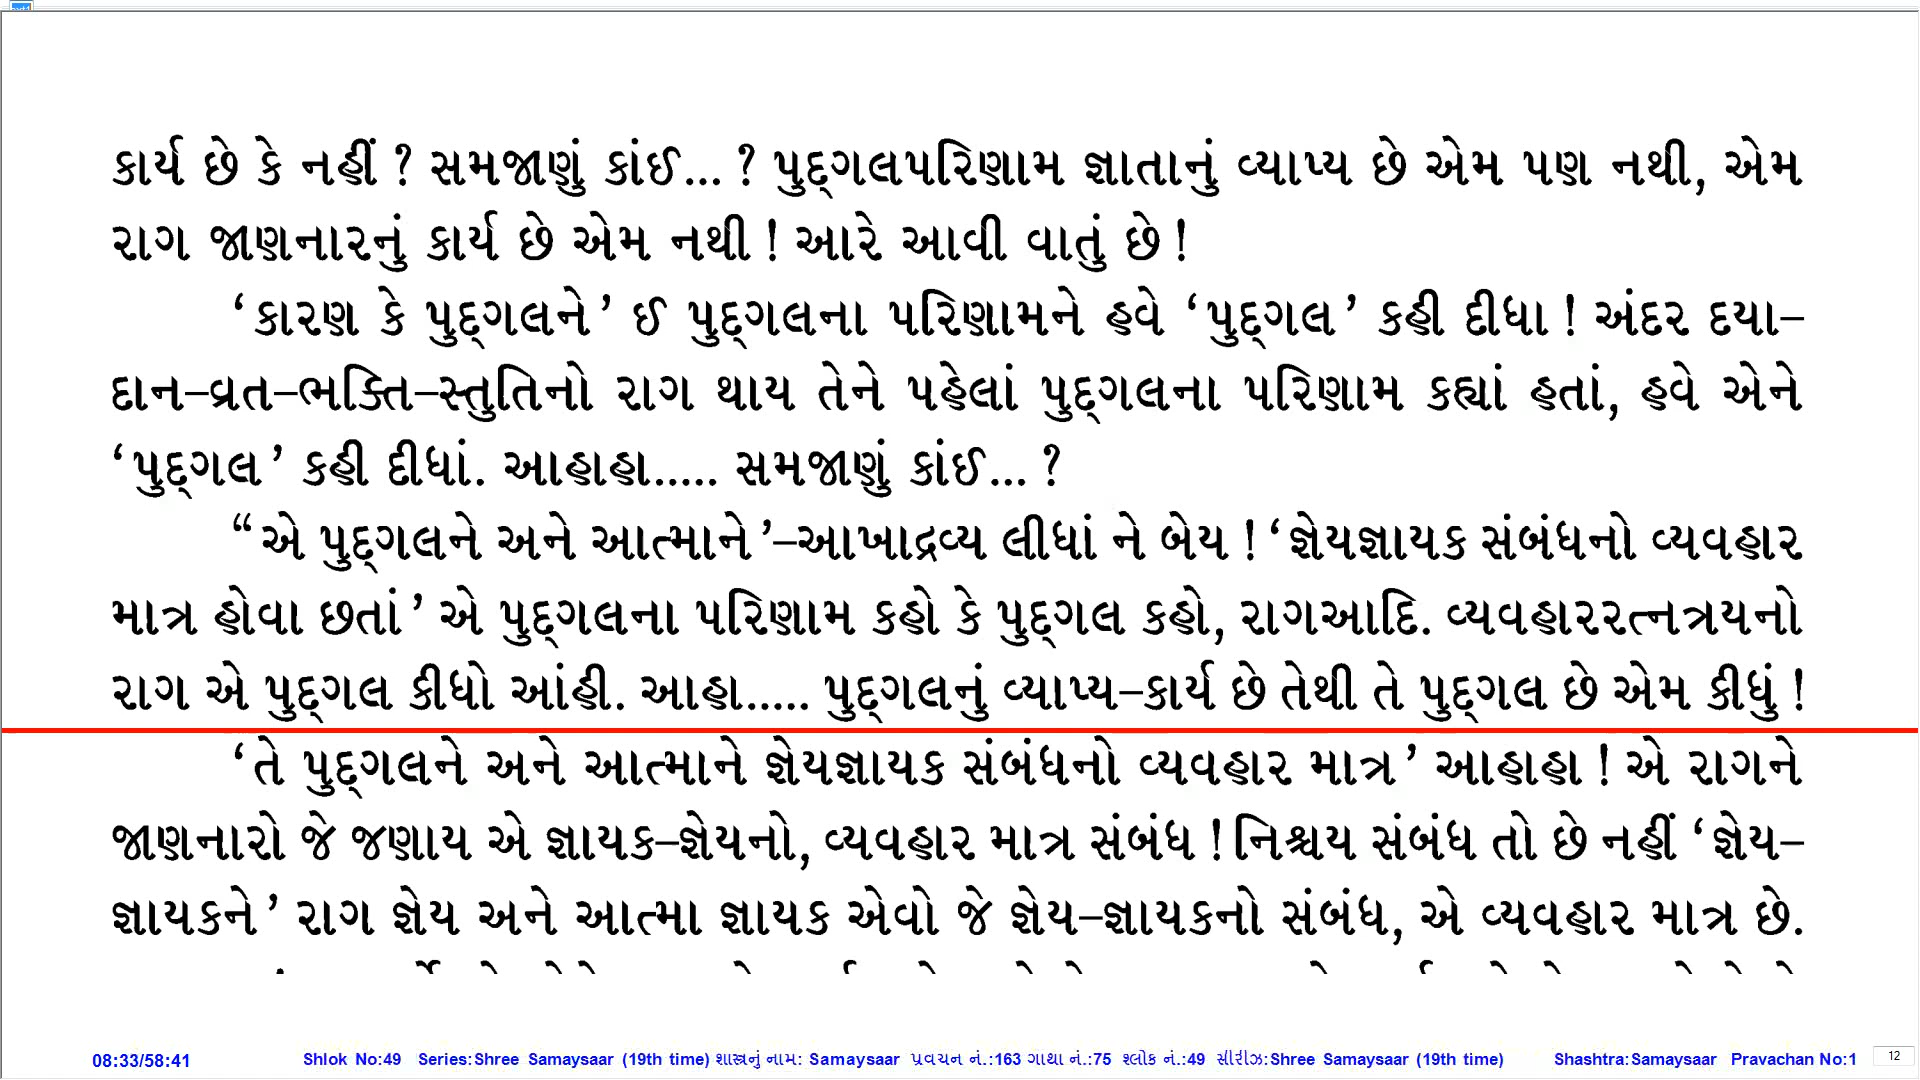 કાર્ય છે કે નહીં ? સમજાણું કાંઈ... ? પુદ્ગલપરિણામ જ્ઞાતાનું વ્યાપ્ય છે એમ પણ નથી, એમ
રાગ જાણનારનું કાર્ય છે એમ નથી ! આરે આવી વાતું છે !
‘કારણ કે પુદ્ગલને’ ઈ પુદ્ગલના પરિણામને હવે ‘પુદ્ગલ’ કહી દીધા ! અંદર દયા–
દાન–વ્રત–ભક્તિ–સ્તુતિનો રાગ થાય તેને પહેલાં પુદ્ગલના પરિણામ કહ્યાં હતાં, હવે એને
‘પુદ્ગલ’ કહી દીધાં. આહાહા..... સમજાણું કાંઈ... ?
“એ પુદ્ગલને અને આત્માને’–આખાદ્રવ્ય લીધાં ને બેય ! ‘જ્ઞેયજ્ઞાયક સંબંધનો વ્યવહાર
માત્ર હોવા છતાં’ એ પુદ્ગલના પરિણામ કહો કે પુદ્ગલ કહો, રાગઆદિ. વ્યવહારરત્નત્રયનો
રાગ એ પુદ્ગલ કીધો આંહી. આહા..... પુદ્ગલનું વ્યાપ્ય–કાર્ય છે તેથી તે પુદ્ગલ છે એમ કીધું !
‘તે પુદ્ગલને અને આત્માને જ્ઞેયજ્ઞાયક સંબંધનો વ્યવહાર માત્ર’ આહાહા ! એ રાગને
જાણનારો જે જણાય એ જ્ઞાયક–જ્ઞેયનો, વ્યવહાર માત્ર સંબંધ ! નિશ્ચય સંબંધ તો છે નહીં ‘જ્ઞેય–
જ્ઞાયકને’ રાગ જ્ઞેય અને આત્મા જ્ઞાયક એવો જે જ્ઞેય–જ્ઞાયકનો સંબંધ, એ વ્યવહાર માત્ર છે.
08:33/58:41 Shlok No:49 Series:Shree Samaysaar (19th time) શાસ્ત્રનું નામ: Samaysaar પ્રવચન નં.:163 ગાથા નં.:75 શ્લોક નં.:49 સીરીઝ:Shree Samaysaar (19th time) Shashtra:Samaysaar Pravachan No:1 12